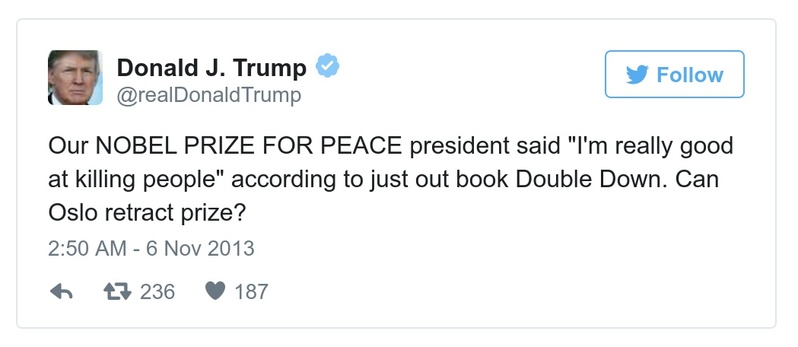 Donald J. Trump
@realDonaldTrump
Follow
Our NOBEL PRIZE FOR PEACE president said "I'm really good
at killing people" according to just out book Double Down. Can
Oslo retract prize?
2:50 AM - 6 Nov 2013
236 187